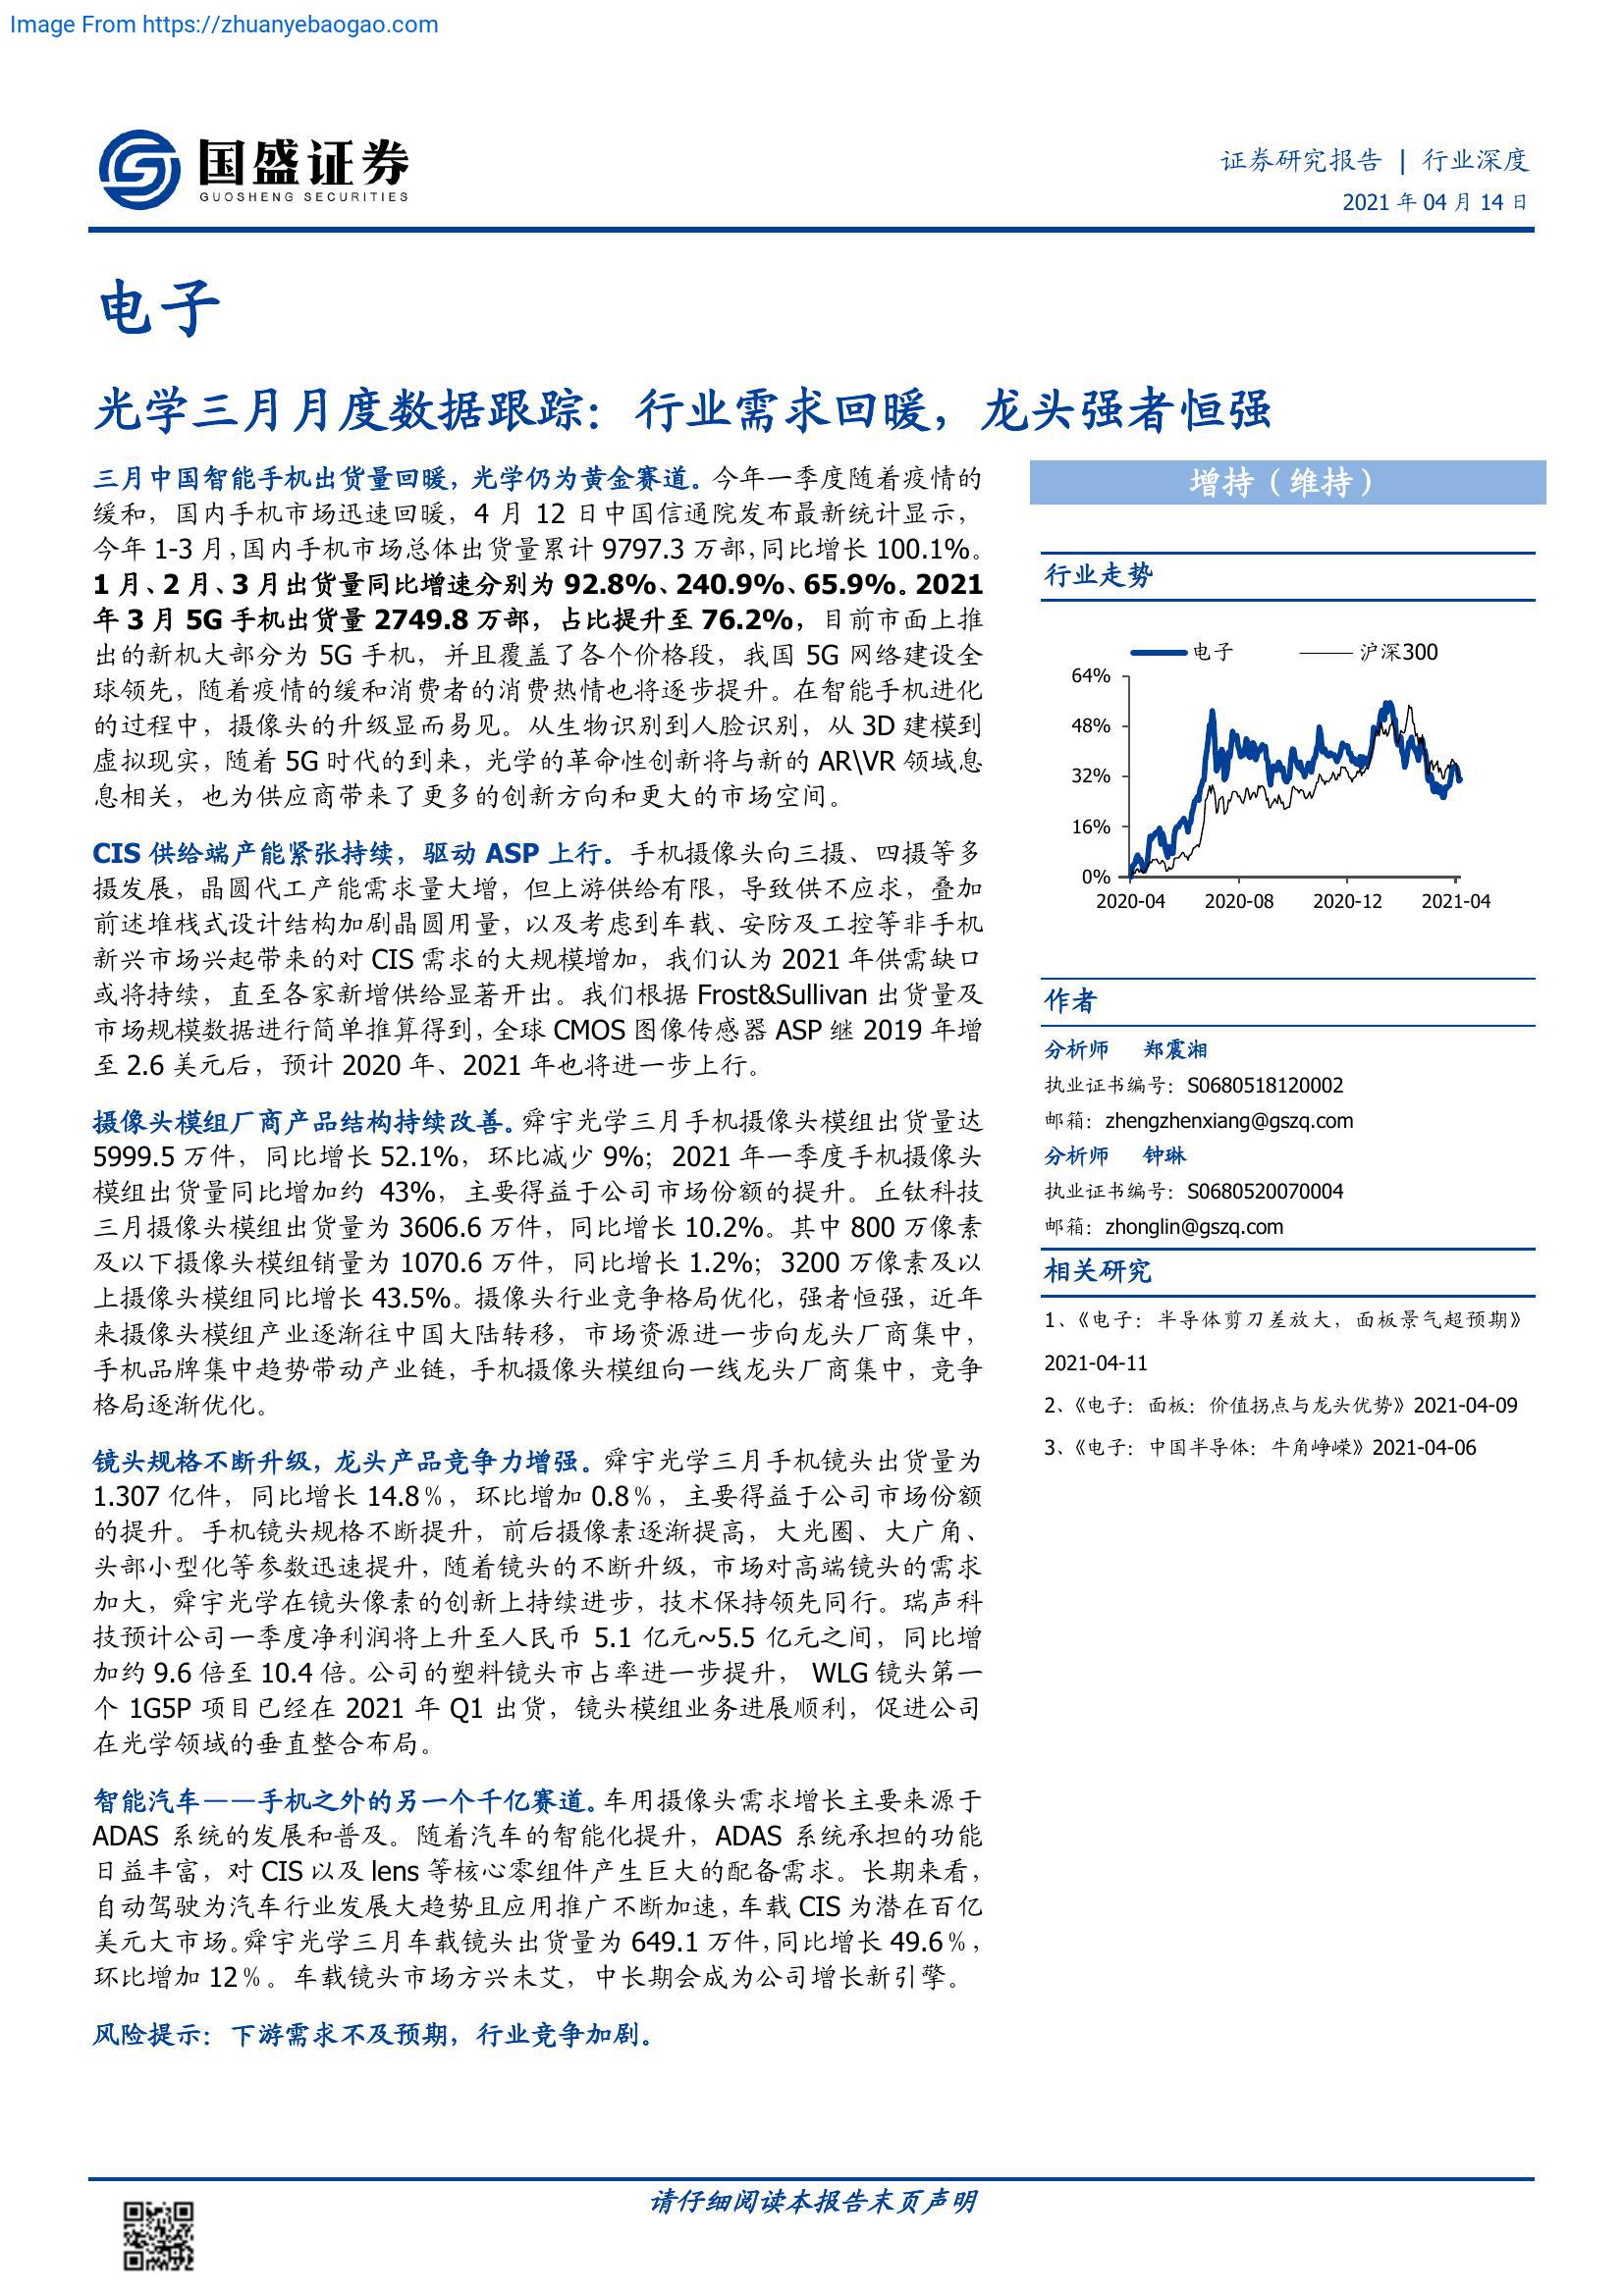 Image From https://zhuanyebaogao.com
国盛证券
GUOSHENG SECURITIES
证券研究报告 | 行业深度
2021 年 04 月 14 日
电子
光学三月月度数据跟踪：行业需求回暖，龙头强者恒强
三月中国智能手机出货量回暖，光学仍为黄金赛道。今年一季度随着疫情的
缓和，国内手机市场迅速回暖，4 月 12 日中国信通院发布最新统计显示，
今年 1-3 月，国内手机市场总体出货量累计 9797.3 万部，同比增长 100.1%。
1 月、2 月、3 月出货量同比增速分别为 92.8%、240.9%、65.9%。2021
年 3 月 5G 手机出货量 2749.8 万部，占比提升至 76.2%，目前市面上推
出的新机大部分为 5G 手机，并且覆盖了各个价格段，我国 5G 网络建设全
球领先，随着疫情的缓和消费者的消费热情也将逐步提升。在智能手机进化
的过程中，摄像头的升级显而易见。从生物识别到人脸识别，从 3D 建模到
虚拟现实，随着 5G 时代的到来，光学的革命性创新将与新的 AR\VR 领域息
息相关，也为供应商带来了更多的创新方向和更大的市场空间。
CIS 供给端产能紧张持续，驱动 ASP 上行。手机摄像头向三摄、四摄等多
摄发展，晶圆代工产能需求量大增，但上游供给有限，导致供不应求，叠加
前述堆栈式设计结构加剧晶圆用量，以及考虑到车载、安防及工控等非手机
新兴市场兴起带来的对 CIS 需求的大规模增加，我们认为 2021 年供需缺口
或将持续，直至各家新增供给显著开出。我们根据 Frost&Sullivan 出货量及
市场规模数据进行简单推算得到，全球 CMOS 图像传感器 ASP 继 2019 年增
至 2.6 美元后，预计 2020 年、2021 年也将进一步上行。
摄像头模组厂商产品结构持续改善。舜宇光学三月手机摄像头模组出货量达
5999.5 万件，同比增长 52.1%，环比减少 9%；2021 年一季度手机摄像头
模组出货量同比增加约 43%，主要得益于公司市场份额的提升。丘钛科技
三月摄像头模组出货量为 3606.6 万件，同比增长 10.2%。其中 800 万像素
及以下摄像头模组销量为 1070.6 万件，同比增长 1.2%；3200 万像素及以
上摄像头模组同比增长 43.5%。摄像头行业竞争格局优化，强者恒强，近年
来摄像头模组产业逐渐往中国大陆转移，市场资源进一步向龙头厂商集中，
手机品牌集中趋势带动产业链，手机摄像头模组向一线龙头厂商集中，竞争
格局逐渐优化。
镜头规格不断升级，龙头产品竞争力增强。舜宇光学三月手机镜头出货量为
1.307 亿件，同比增长 14.8%，环比增加 0.8%，主要得益于公司市场份额
的提升。手机镜头规格不断提升，前后摄像素逐渐提高，大光圈、大广角、
头部小型化等参数迅速提升，随着镜头的不断升级，市场对高端镜头的需求
加大，舜宇光学在镜头像素的创新上持续进步，技术保持领先同行。瑞声科
技预计公司一季度净利润将上升至人民币 5.1 亿元~5.5 亿元之间，同比增
加约 9.6 倍至 10.4 倍。公司的塑料镜头市占率进一步提升， WLG 镜头第一
个 1G5P 项目已经在 2021 年 Q1 出货，镜头模组业务进展顺利，促进公司
在光学领域的垂直整合布局。
智能汽车——手机之外的另一个千亿赛道。车用摄像头需求增长主要来源于
ADAS 系统的发展和普及。随着汽车的智能化提升，ADAS 系统承担的功能
日益丰富，对 CIS 以及 lens 等核心零组件产生巨大的配备需求。长期来看，
自动驾驶为汽车行业发展大趋势且应用推广不断加速，车载 CIS 为潜在百亿
美元大市场。舜宇光学三月车载镜头出货量为 649.1 万件，同比增长 49.6%，
环比增加 12%。车载镜头市场方兴未艾，中长期会成为公司增长新引擎。
风险提示：下游需求不及预期，行业竞争加剧。
增持（维持）
行业走势
电子 沪深300
64%
48%
32%
16%
0%
2020-04 2020-08 2020-12 2021-04
作者
分析师 郑震湘
执业证书编号：S0680518120002
邮箱：zhengzhenxiang@gszq.com
分析师 钟琳
执业证书编号：S0680520070004
邮箱：zhonglin@gszq.com
相关研究
1、《电子：半导体剪刀差放大，面板景气超预期》
2021-04-11
2、《电子：面板：价值拐点与龙头优势》2021-04-09
3、《电子：中国半导体：牛角峥嵘》2021-04-06
请仔细阅读本报告末页声明